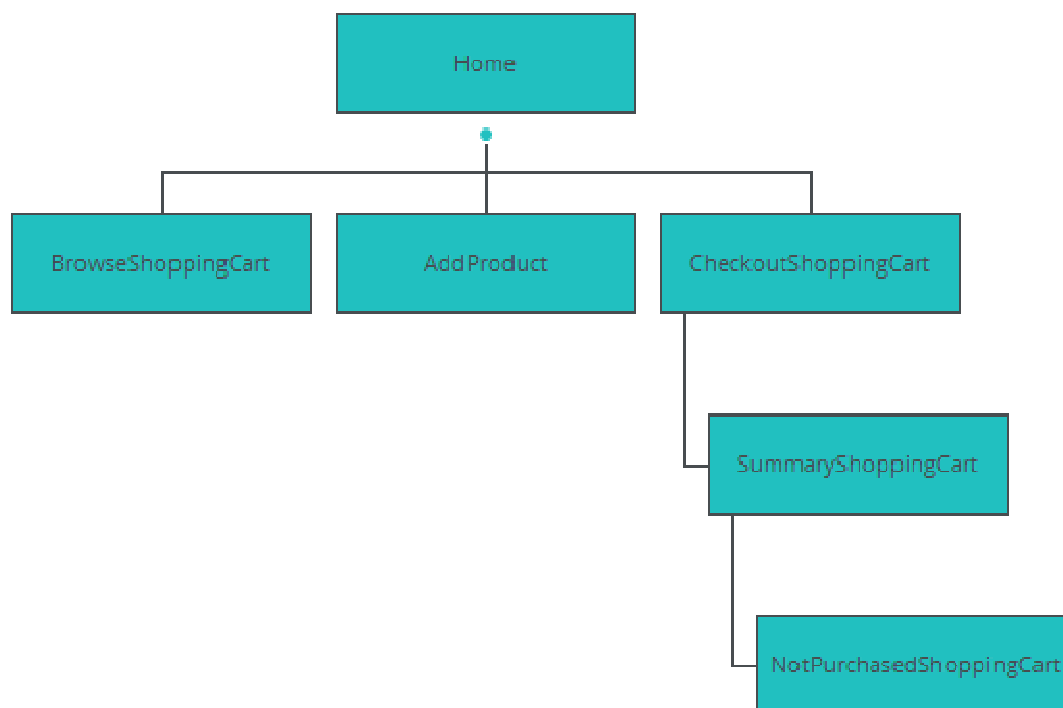 Home
BrowseShoppingCart
AddProduct
CheckoutShoppingCart
SummaryShoppingCart
NotPurchasedShoppingCart